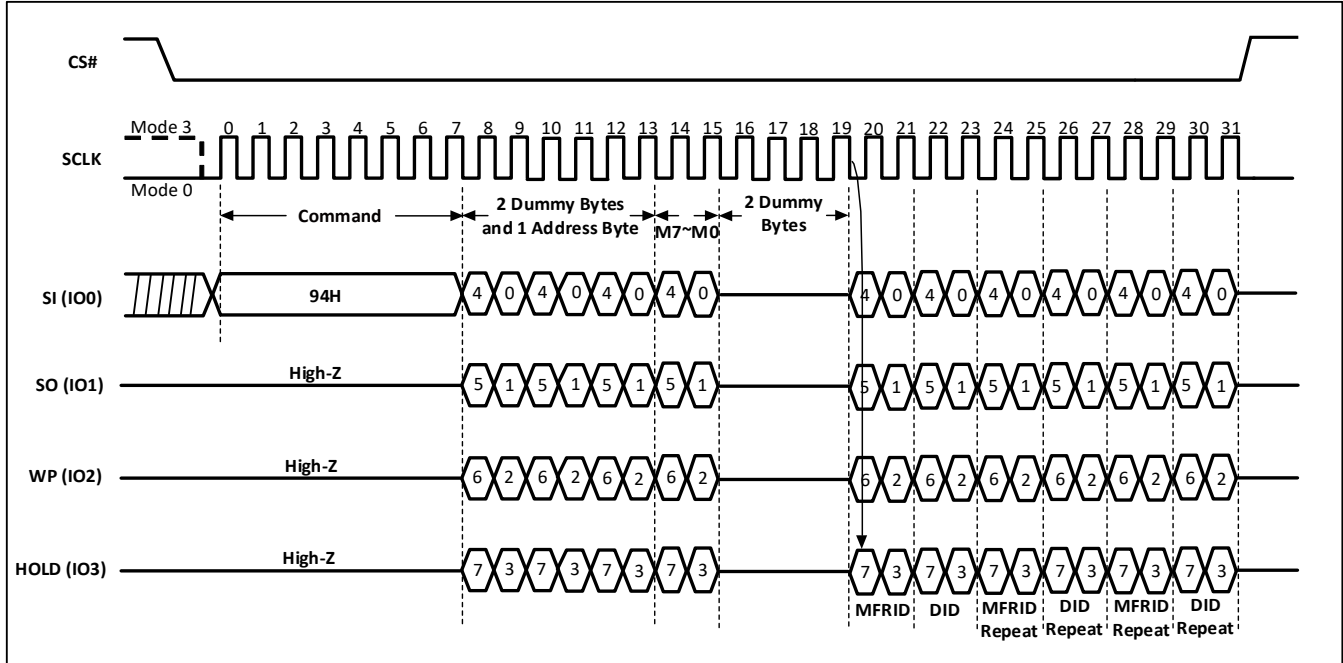 CS#
Mode 3 0 1 2 3 4 5 6 7 8 9 10 11 12 13 14 15 16 17 18 19 20 21 22 23 24 25 26 27 28 29 30 31
SCLK
Mode 0
Command
2 Dummy Bytes
and 1 Address Byte
M7~M0
2 Dummy
Bytes
SI (IO0) 94H 4 0 4 0 4 0 4 0 4 0 4 0 4 0 4 0 4 0 4 0
SO (IO1) High-Z 5 1 5 1 5 1 5 1 5 1 5 1 5 1 5 1 5 1 5 1
WP (IO2) High-Z 6 2 6 2 6 2 6 2 6 2 6 2 6 2 6 2 6 2 6 2
HOLD (IO3) High-Z 7 3 7 3 7 3 7 3 7 3 7 3 7 3 7 3 7 3 7 3
MFRID DID MFRID DID MFRID DID
Repeat Repeat Repeat Repeat